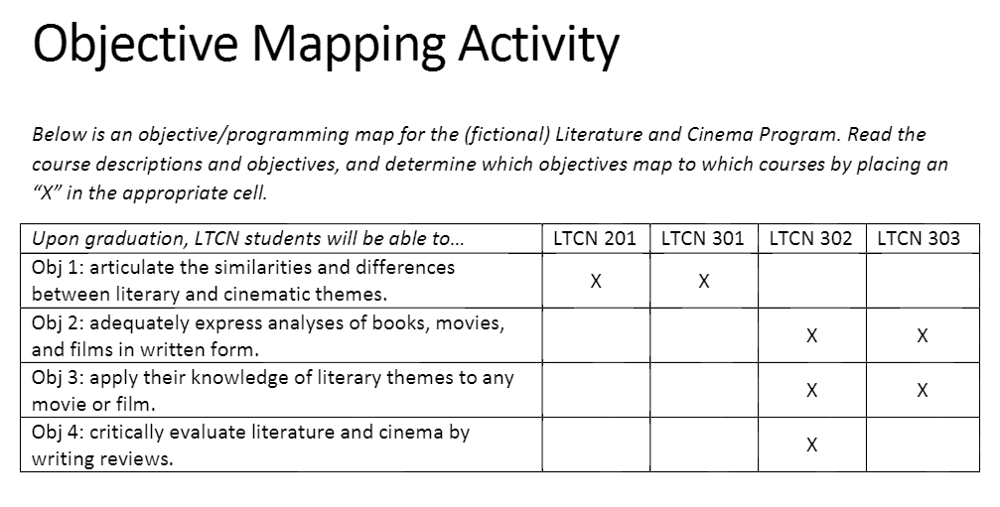 Objective Mapping Activity
Below is an objective/programming map for the (fictional) Literature and Cinema Program. Read the
course descriptions and objectives, and determine which objectives map to which courses by placing an
“X” in the appropriate cell.
Upon graduation, LTCN students will be able to… LTCN 201 LTCN 301 LTCN 302 LTCN 303
Obj 1: articulate the similarities and differences
between literary and cinematic themes. X X
Obj 2: adequately express analyses of books, movies,
and films in written form. X X
Obj 3: apply their knowledge of literary themes to any
movie or film. X X
Obj 4: critically evaluate literature and cinema by
writing reviews. X